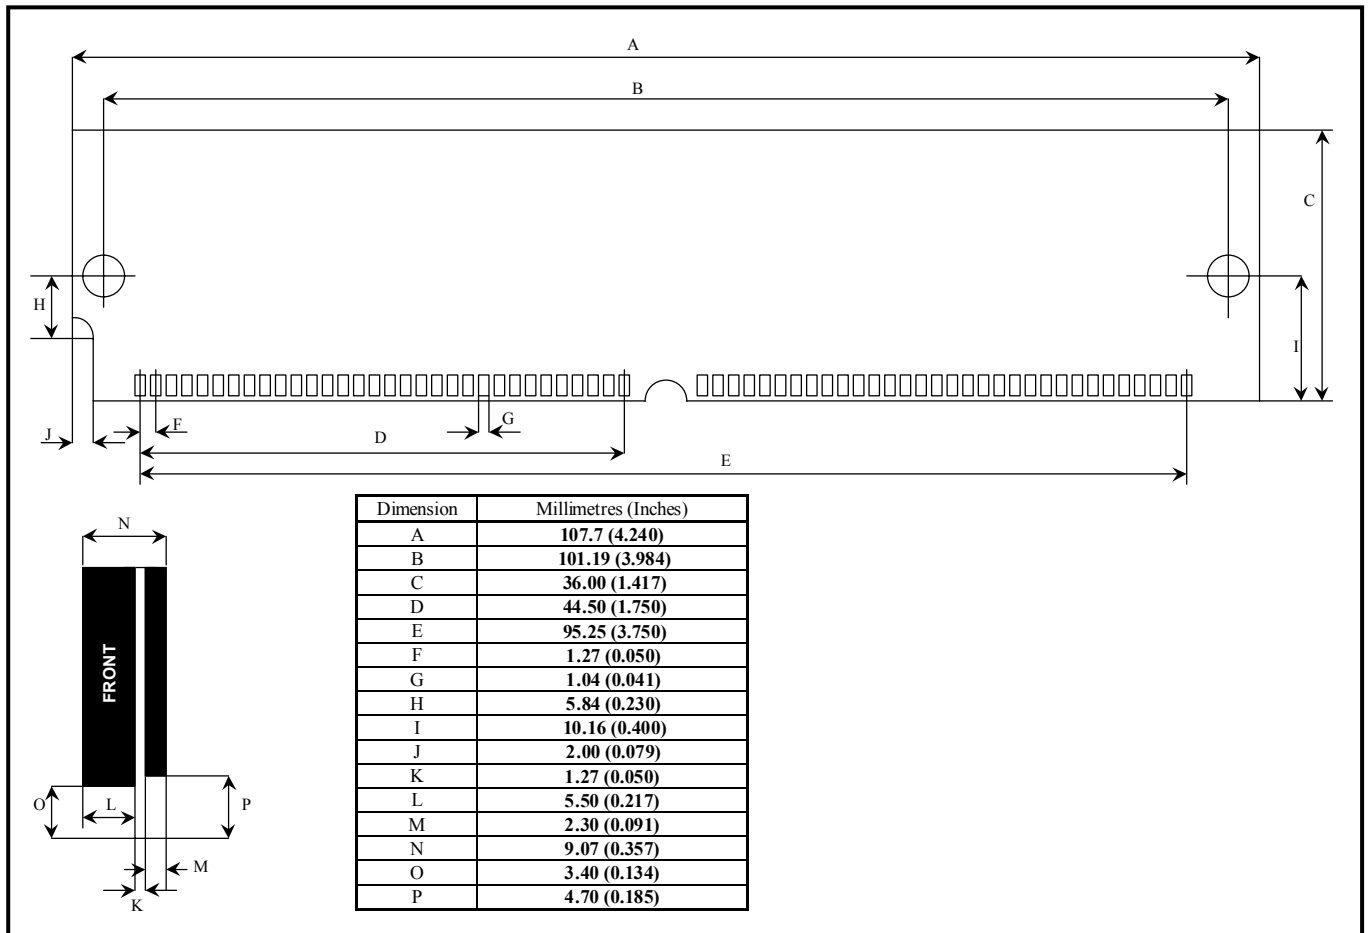 A
B
C
H
I
J
F
G
D
E
N
FRONT
O
L
P
M
K
Dimension Millimetres (Inches)
A 107.7 (4.240)
B 101.19 (3.984)
C 36.00 (1.417)
D 44.50 (1.750)
E 95.25 (3.750)
F 1.27 (0.050)
G 1.04 (0.041)
H 5.84 (0.230)
I 10.16 (0.400)
J 2.00 (0.079)
K 1.27 (0.050)
L 5.50 (0.217)
M 2.30 (0.091)
N 9.07 (0.357)
O 3.40 (0.134)
P 4.70 (0.185)